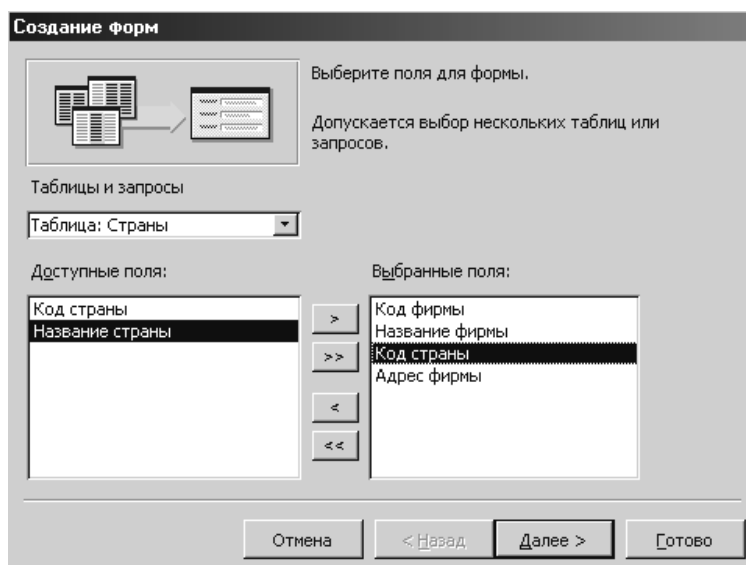 Создание форм
Выберите поля для формы.
Допускается выбор нескольких таблиц или
запросов.
Таблицы и запросы
Таблица: Страны
Доступные поля:
Выбранные поля:
Код страны
Название страны
>
>>
<
<<
Код фирмы
Название фирмы
Код страны
Адрес фирмы
Отмена
< Назад
Далее >
Готово